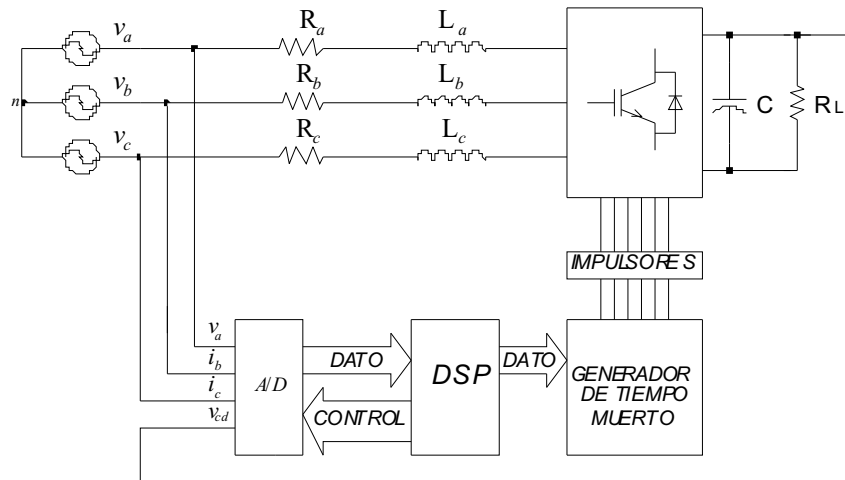 v_a R_a L_a
v_b R_b L_b
n
v_c R_c L_c
C R_L
IMPULSORES
v_a
i_b
i_c
v_cd
A/D
DATO
CONTROL
DSP
DATO
GENERADOR
DE TIEMPO
MUERTO